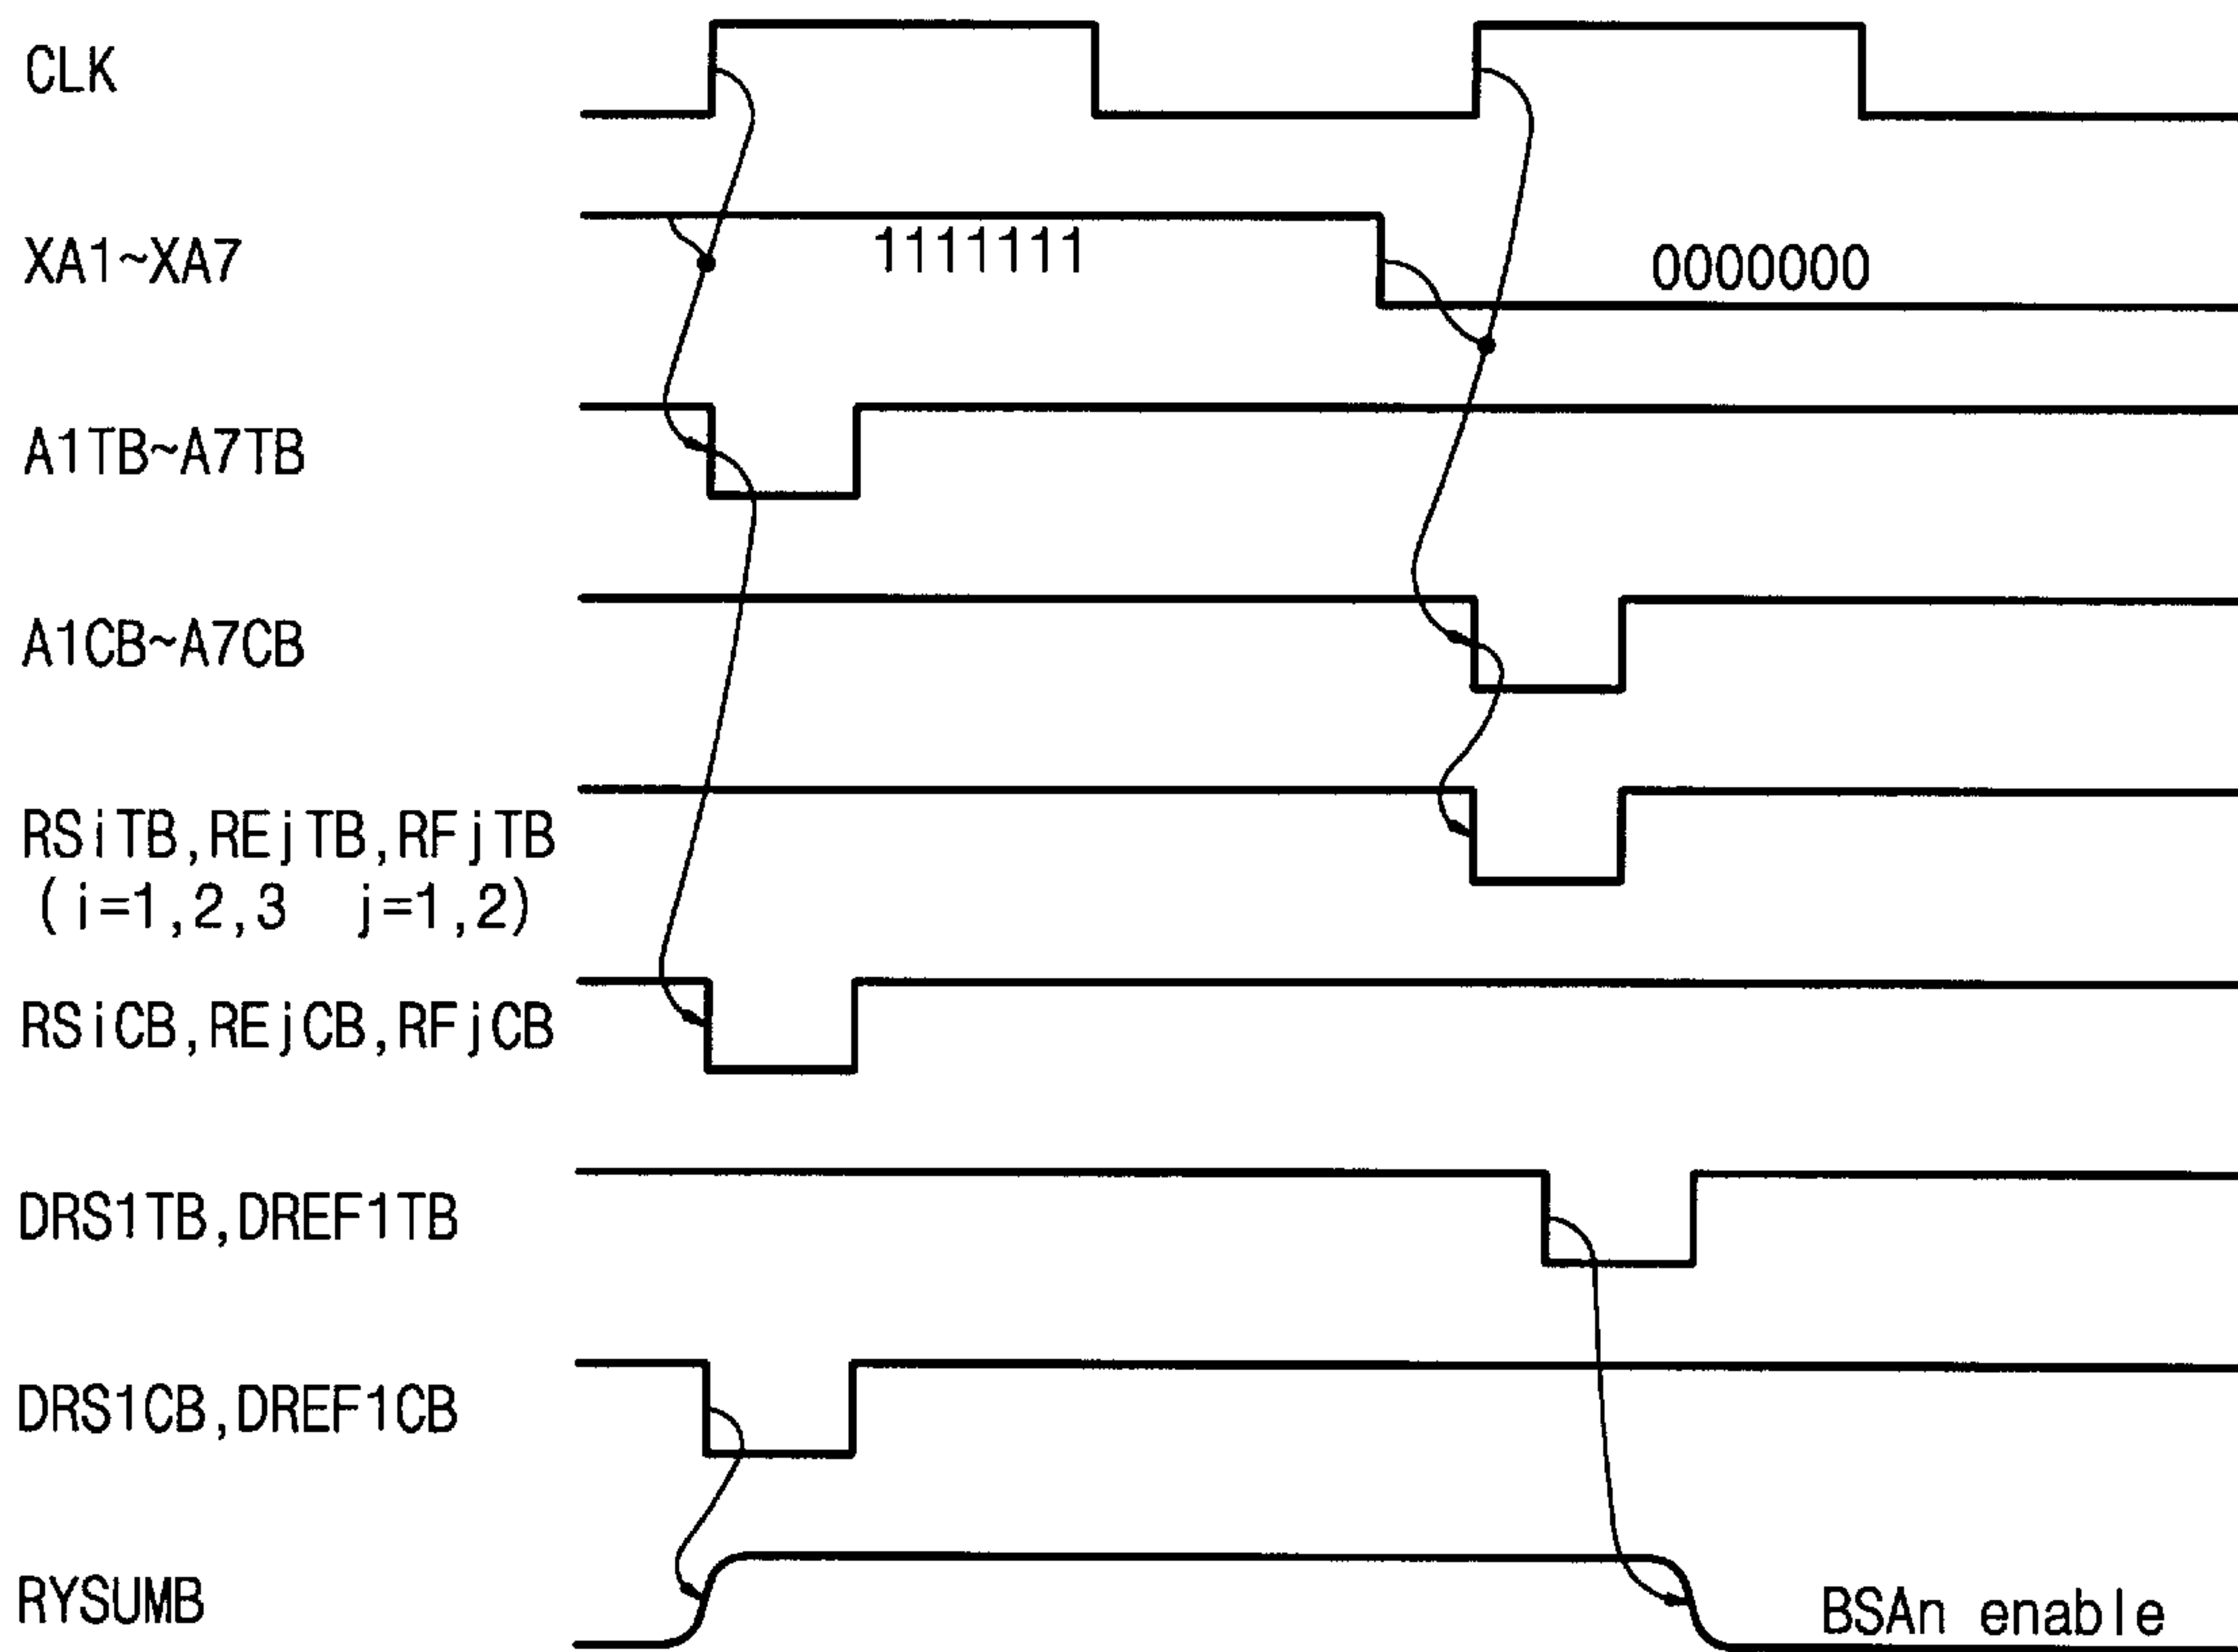 CLK
XA1~XA7
1111111
0000000
A1TB~A7TB
A1CB~A7CB
RSiTB,REjTB,RFjTB
(i=1,2,3 j=1,2)
RSiCB,REjCB,RFjCB
DRS1TB,DREF1TB
DRS1CB,DREF1CB
RYSUMB
BSAn enable